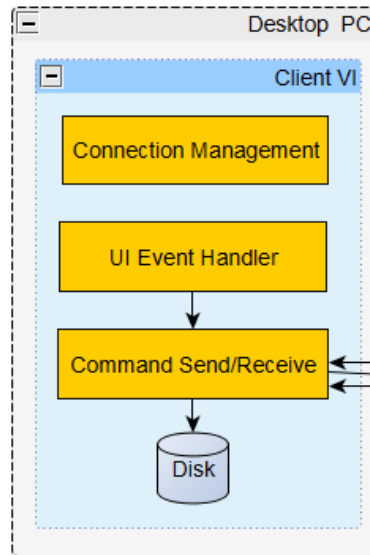 Desktop PC
Client VI
Connection Management
UI Event Handler
Command Send/Receive
Disk